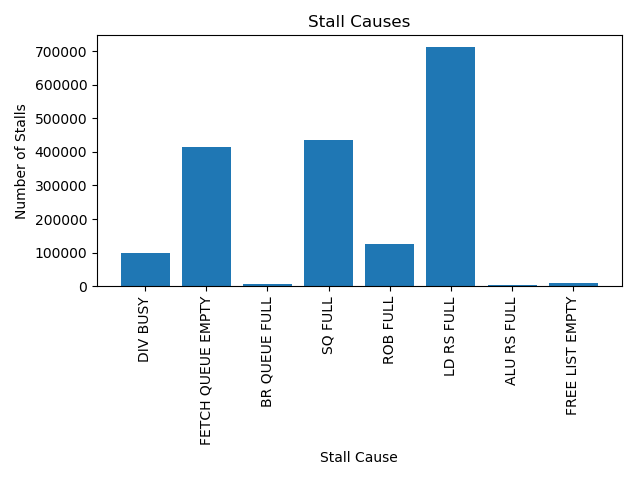 Stall Causes
Number of Stalls
700000
600000
500000
400000
300000
200000
100000
0
DIV BUSY
FETCH QUEUE EMPTY
BR QUEUE FULL
SQ FULL
ROB FULL
LD RS FULL
ALU RS FULL
FREE LIST EMPTY
Stall Cause